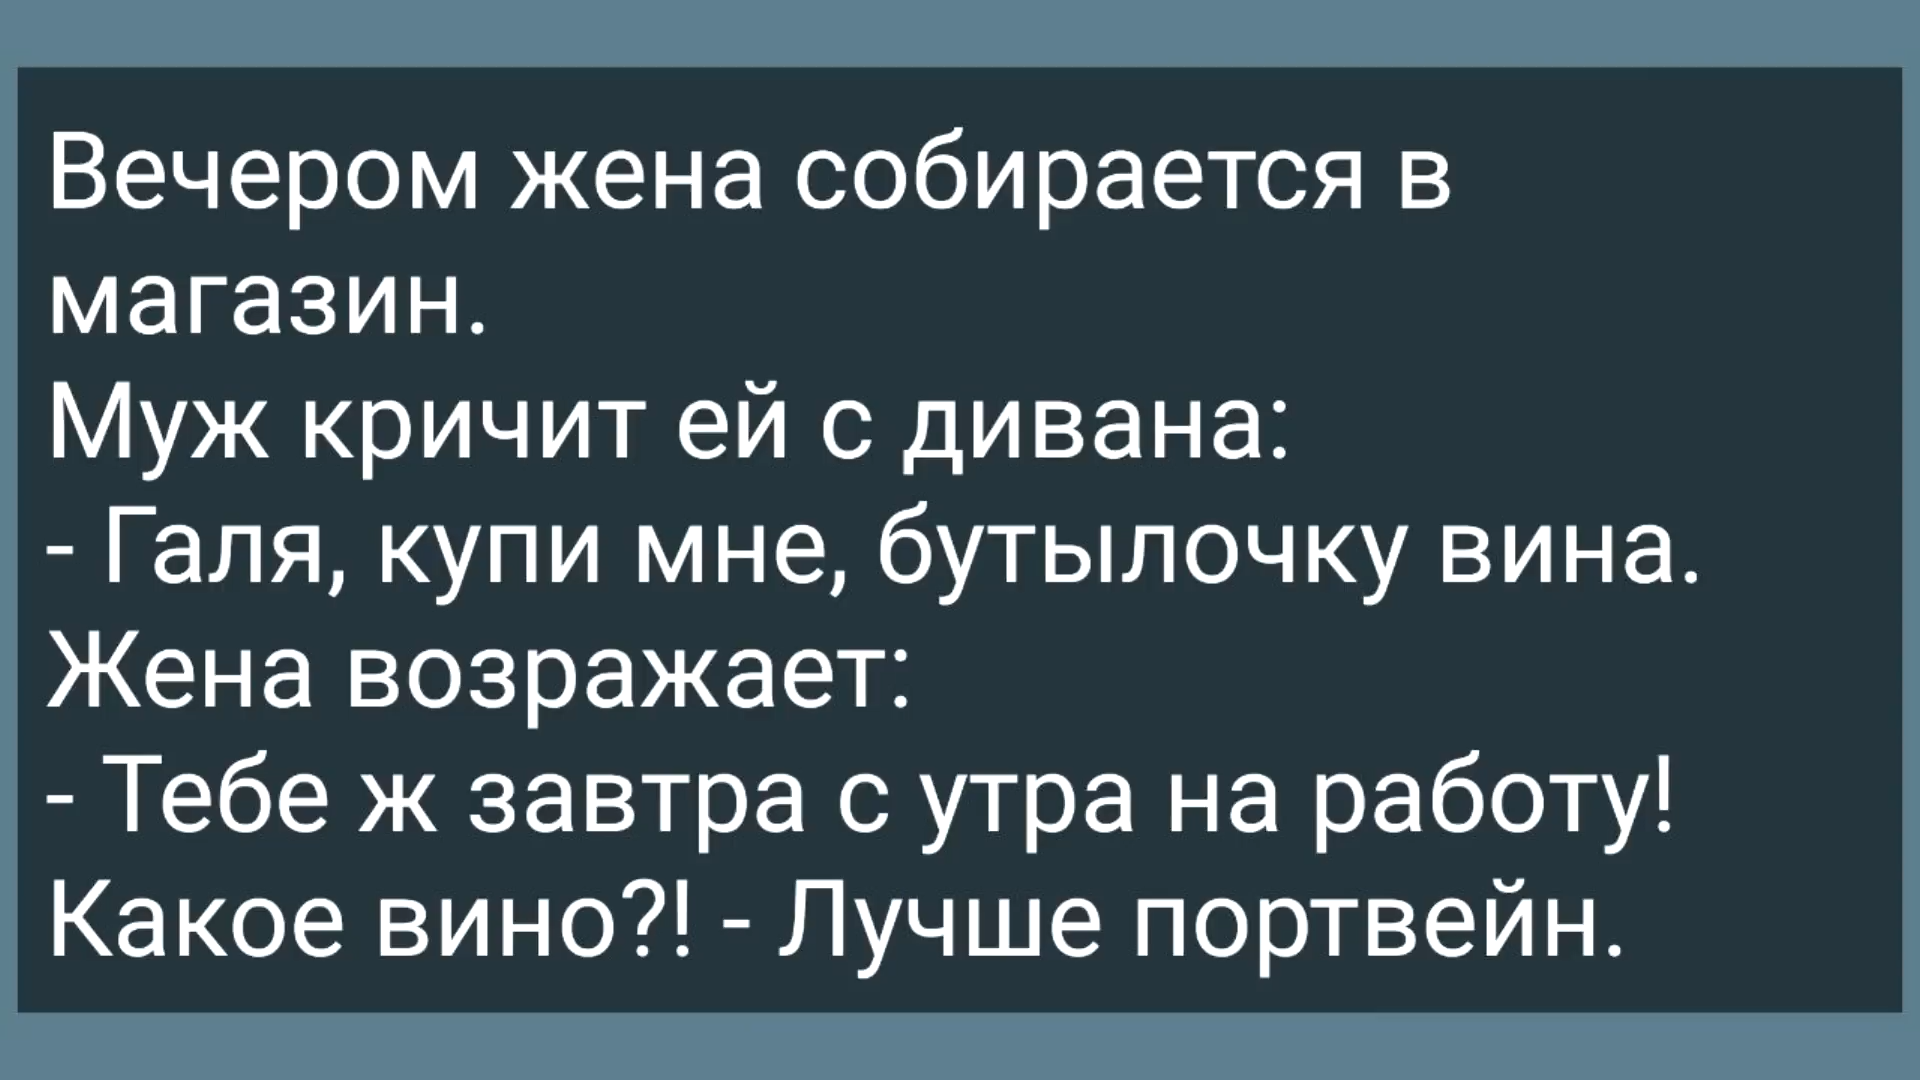 Вечером жена собирается в
магазин.
Муж кричит ей с дивана:
- Галя, купи мне, бутылочку вина.
Жена возражает:
- Тебе ж завтра с утра на работу!
Какое вино?! - Лучше портвейн.